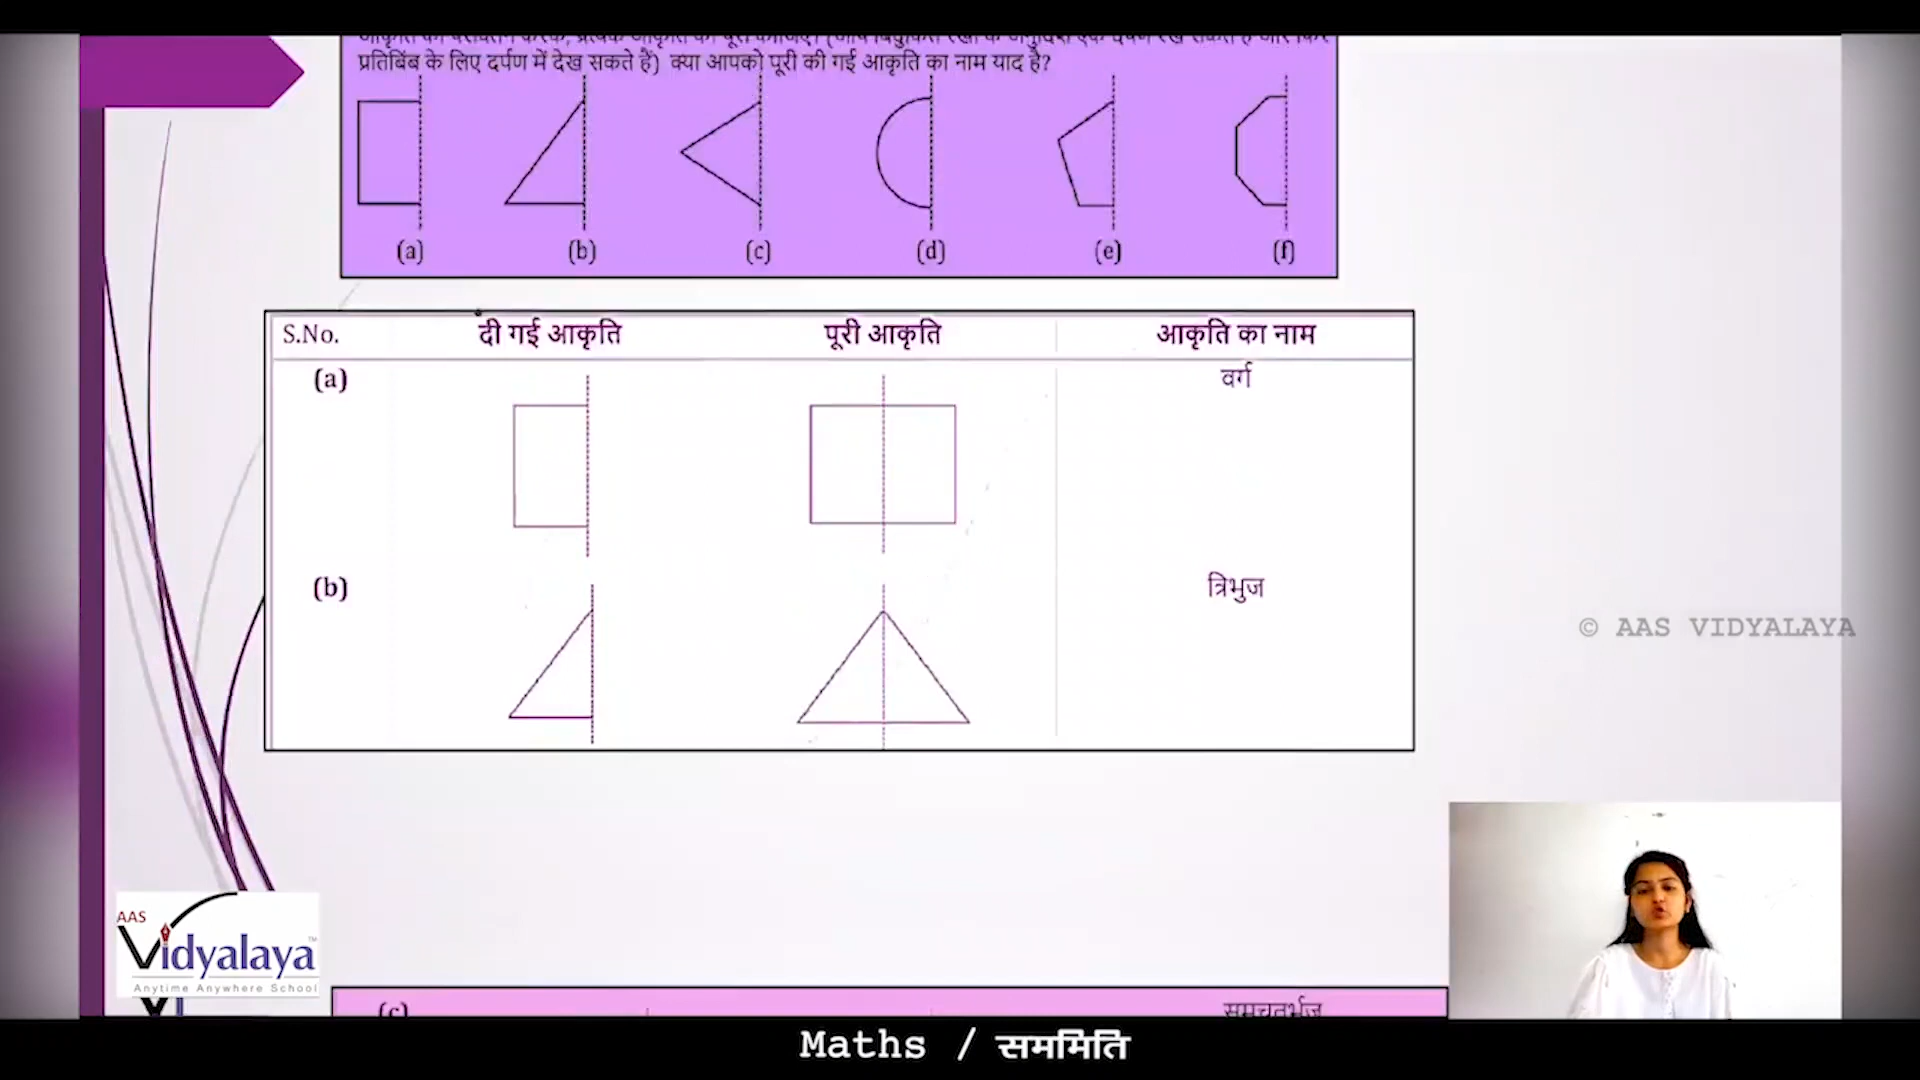 प्रतिबिंब के लिए दर्पण में देख सकते हैं) क्या आपको पूरी की गई आकृति का नाम याद है?
(a) (b) (c) (d) (e) (f)
S.No. दी गई आकृति पूरी आकृति आकृति का नाम
(a) वर्ग
(b) त्रिभुज
© AAS VIDYALAYA
AAS
Vidyalaya
Anytime Anywhere School
(c) समचतुर्भुज
Maths / सममिति